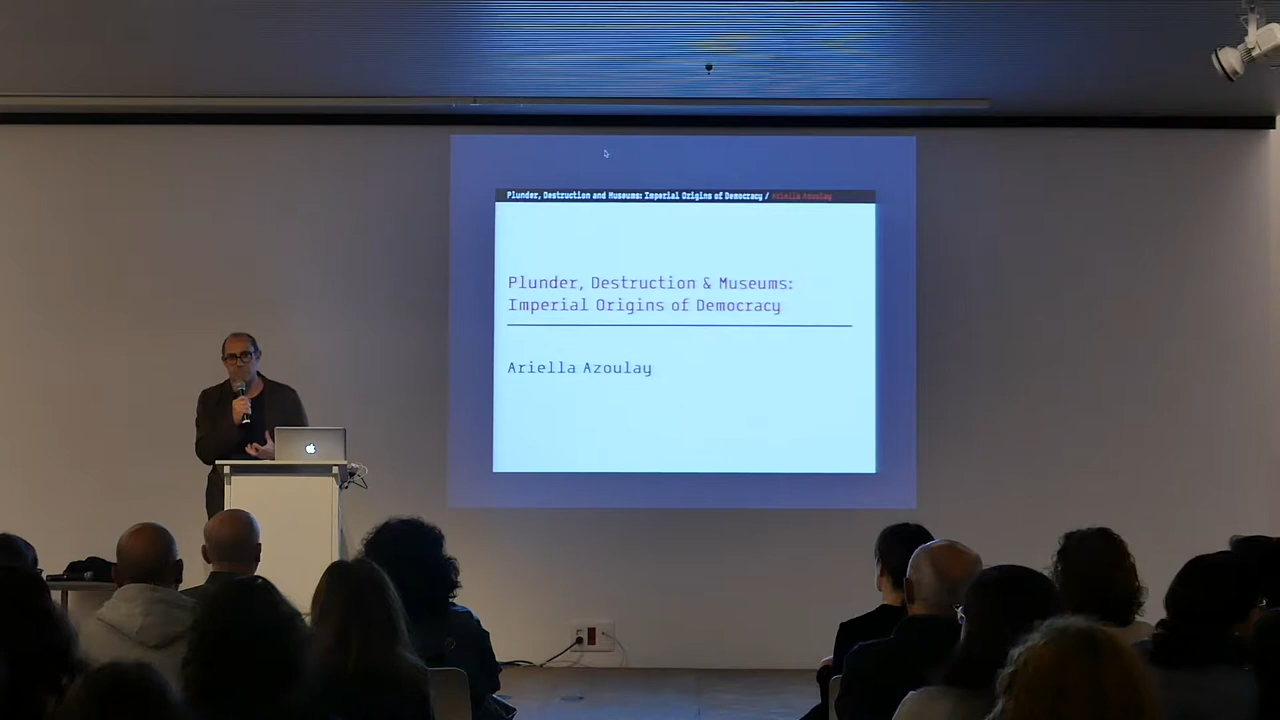 Plunder, Destruction and Museums: Imperial Origins of Democracy / Ariella Azoulay
Plunder, Destruction & Museums:
Imperial Origins of Democracy
Ariella Azoulay